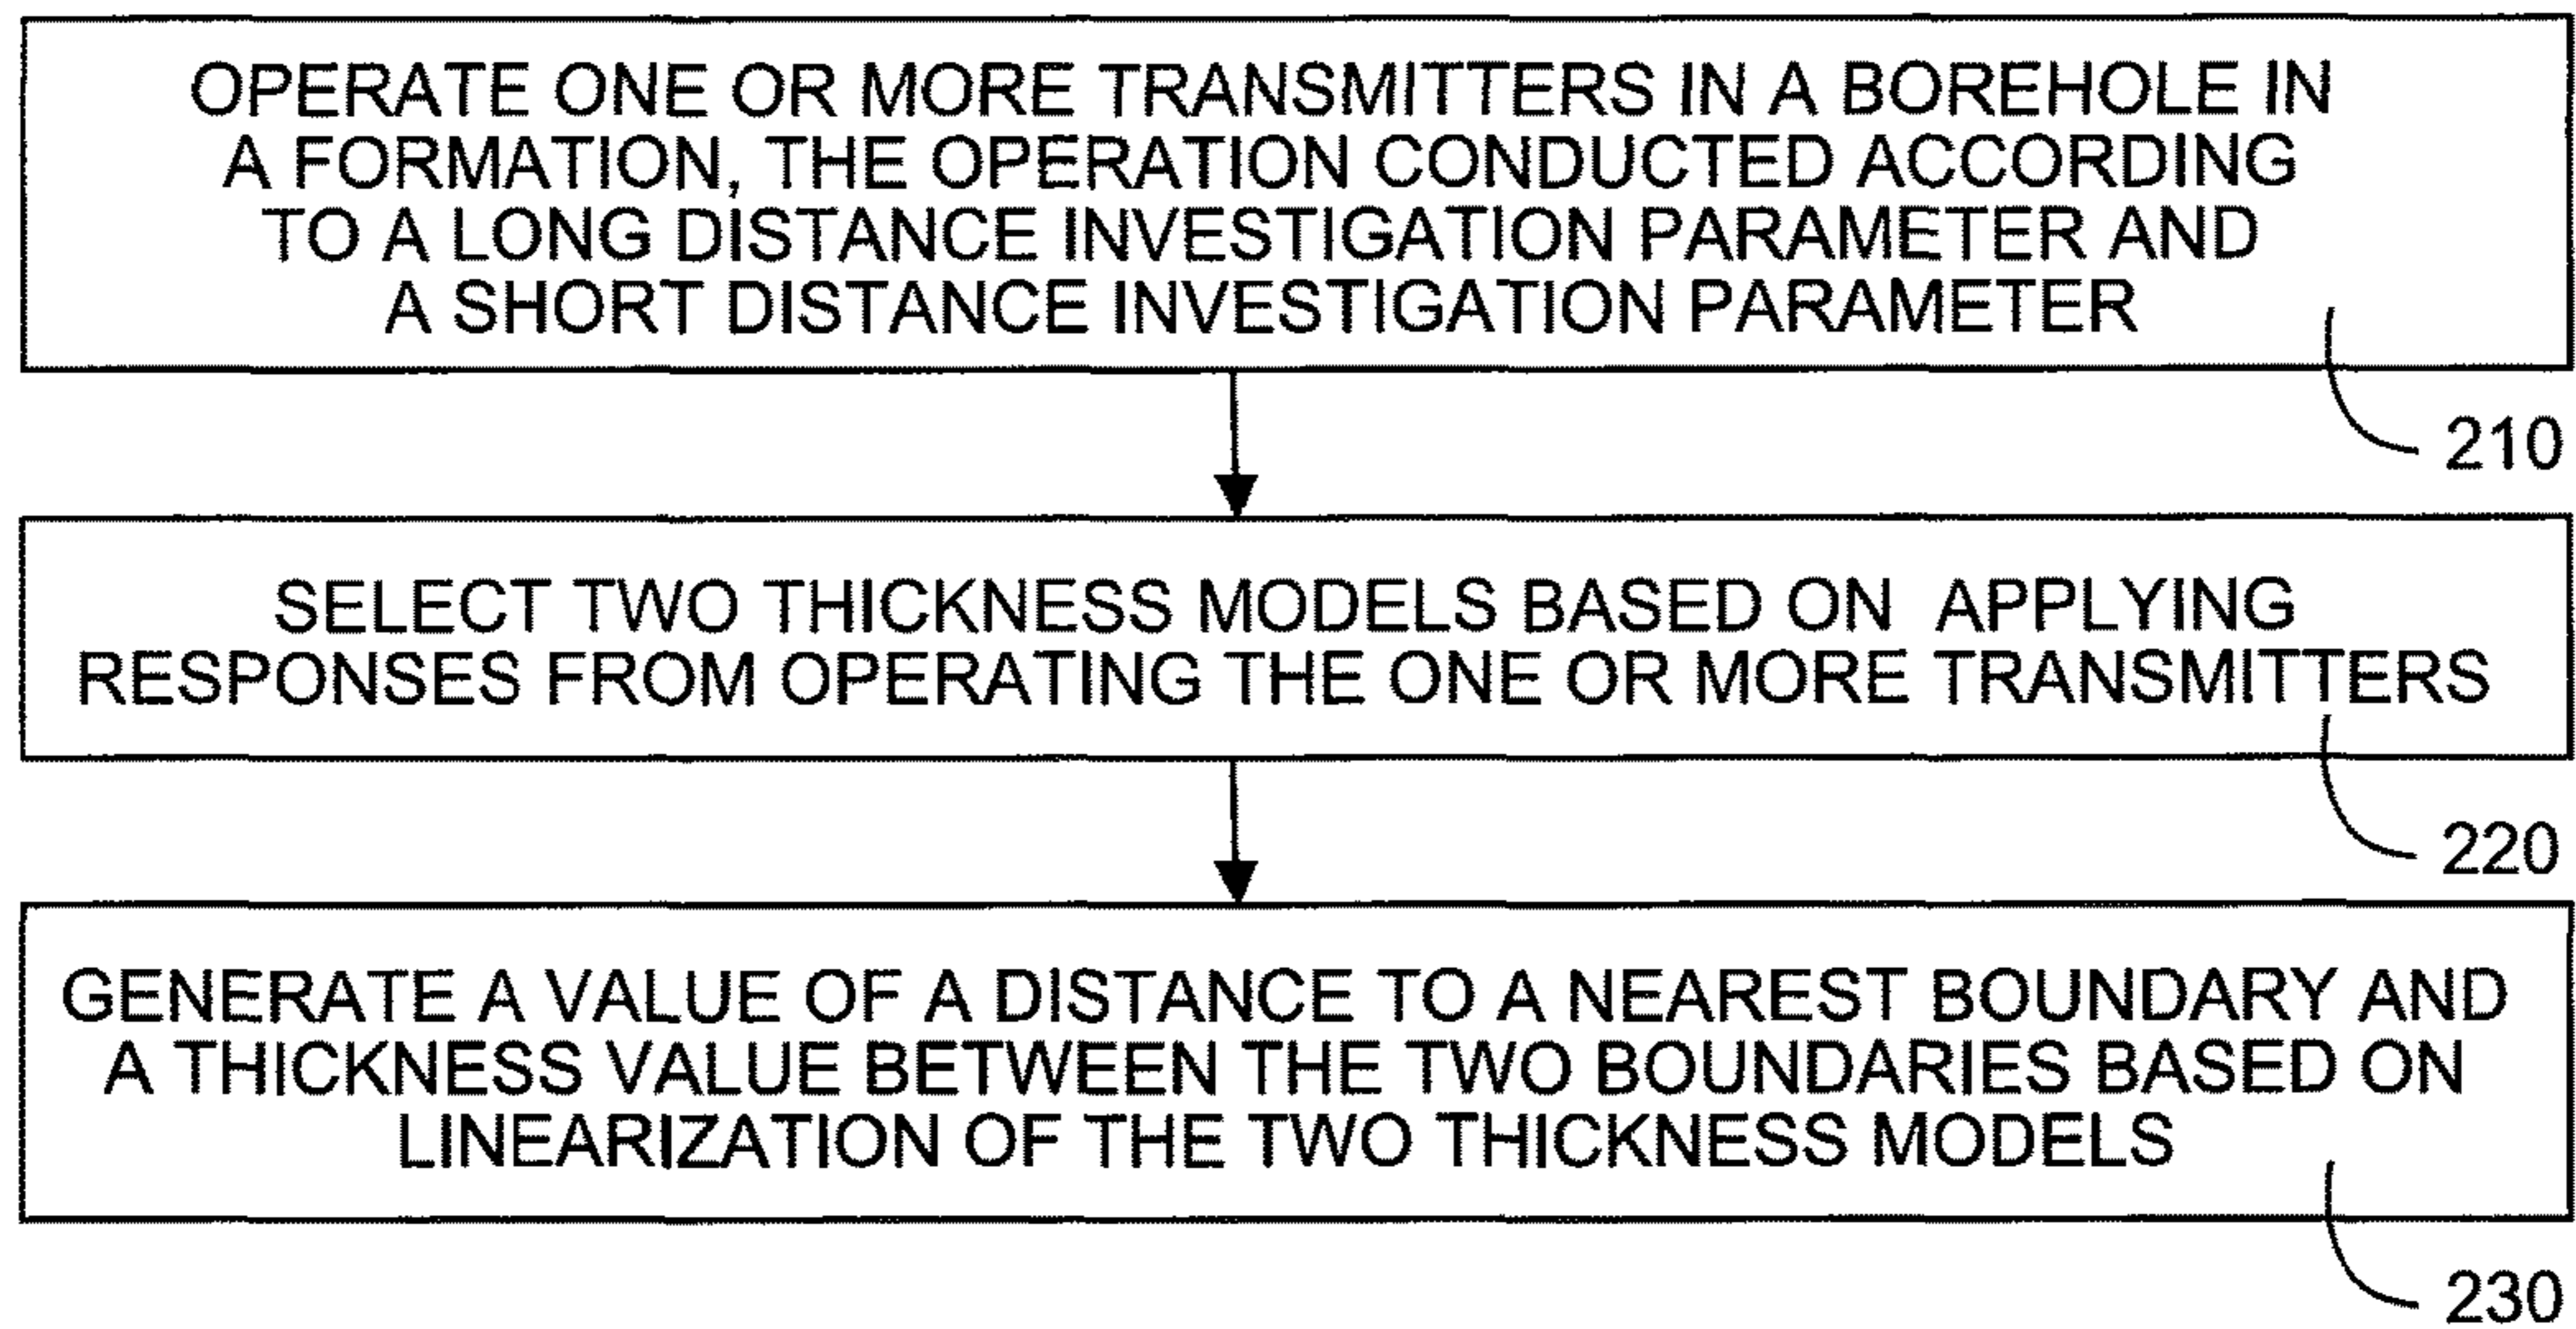 OPERATE ONE OR MORE TRANSMITTERS IN A BOREHOLE IN
A FORMATION, THE OPERATION CONDUCTED ACCORDING
TO A LONG DISTANCE INVESTIGATION PARAMETER AND
A SHORT DISTANCE INVESTIGATION PARAMETER
210
SELECT TWO THICKNESS MODELS BASED ON APPLYING
RESPONSES FROM OPERATING THE ONE OR MORE TRANSMITTERS
220
GENERATE A VALUE OF A DISTANCE TO A NEAREST BOUNDARY AND
A THICKNESS VALUE BETWEEN THE TWO BOUNDARIES BASED ON
LINEARIZATION OF THE TWO THICKNESS MODELS
230